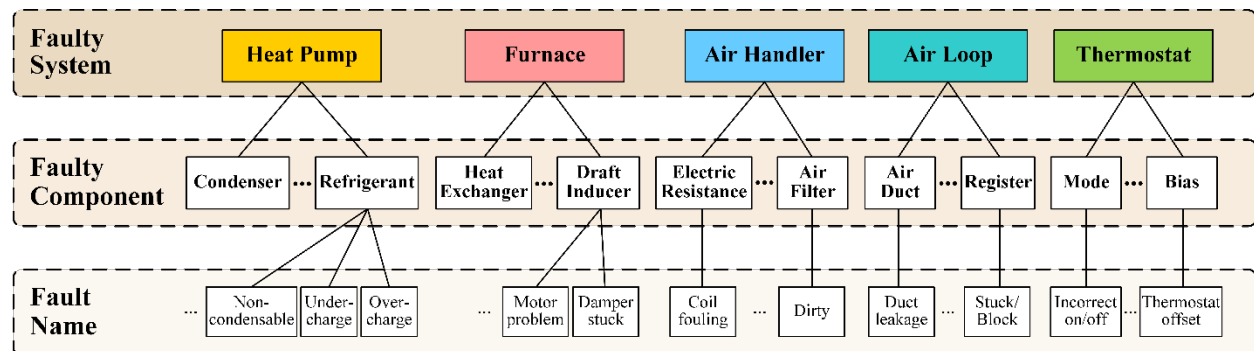 Faulty
System
Heat Pump
Furnace
Air Handler
Air Loop
Thermostat
Faulty
Component
Condenser
...
Refrigerant
Heat
Exchanger
...
Draft
Inducer
Electric
Resistance
...
Air
Filter
Air
Duct
...
Register
Mode
...
Bias
Fault
Name
...
Non-
condensable
Under-
charge
Over-
charge
...
Motor
problem
Damper
stuck
Coil
fouling
...
Dirty
Duct
leakage
...
Stuck/
Block
Incorrect
on/off
...
Thermostat
offset